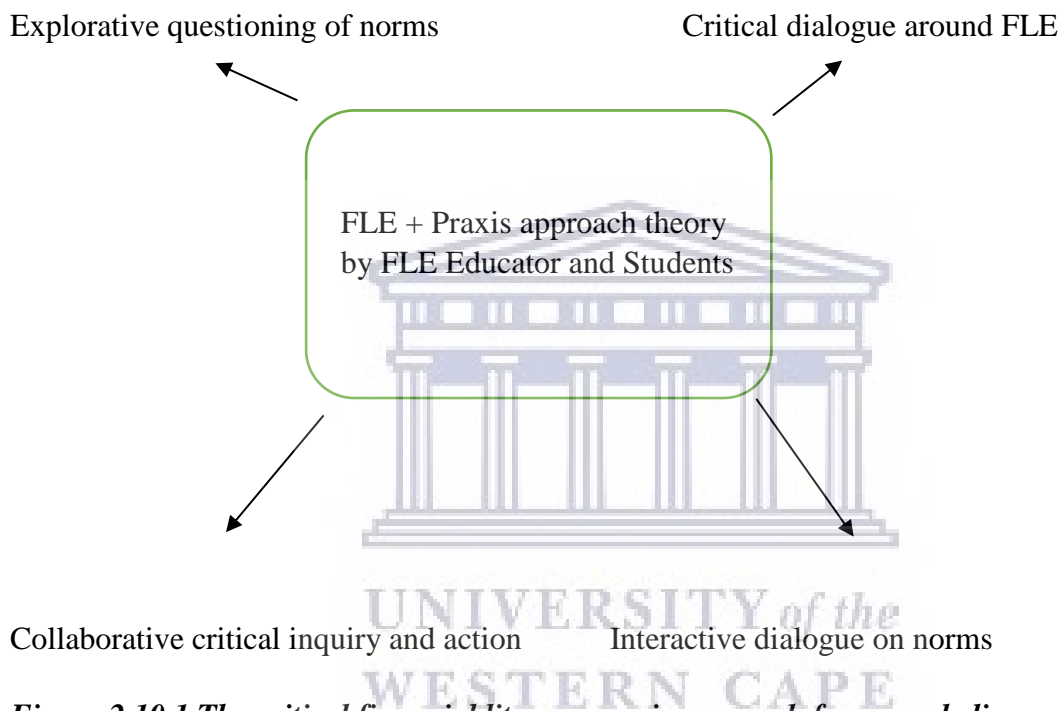 Explorative questioning of norms Critical dialogue around FLE
FLE + Praxis approach theory
by FLE Educator and Students
UNIVERSITY of the
Collaborative critical inquiry and action Interactive dialogue on norms
WESTERN CAPE